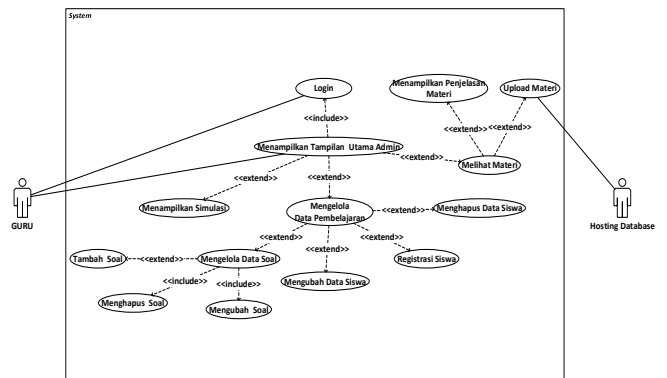 System
Login
Menampilkan Penjelasan
Materi
Upload Materi
<<include>>
<<extend>>
<<extend>>
Menampilkan Tampilan Utama Admin
<<extend>>
Melihat Materi
<<extend>>
<<extend>>
GURU
Hosting Database
Menampilkan Simulasi
Mengelola
Data Pembelajaran
<<extend>>
Menghapus Data Siswa
<<extend>>
<<extend>>
<<extend>>
Tambah Soal
<<extend>>
Mengelola Data Soal
Registrasi Siswa
<<include>>
<<include>>
Mengubah Data Siswa
Menghapus Soal
Mengubah Soal